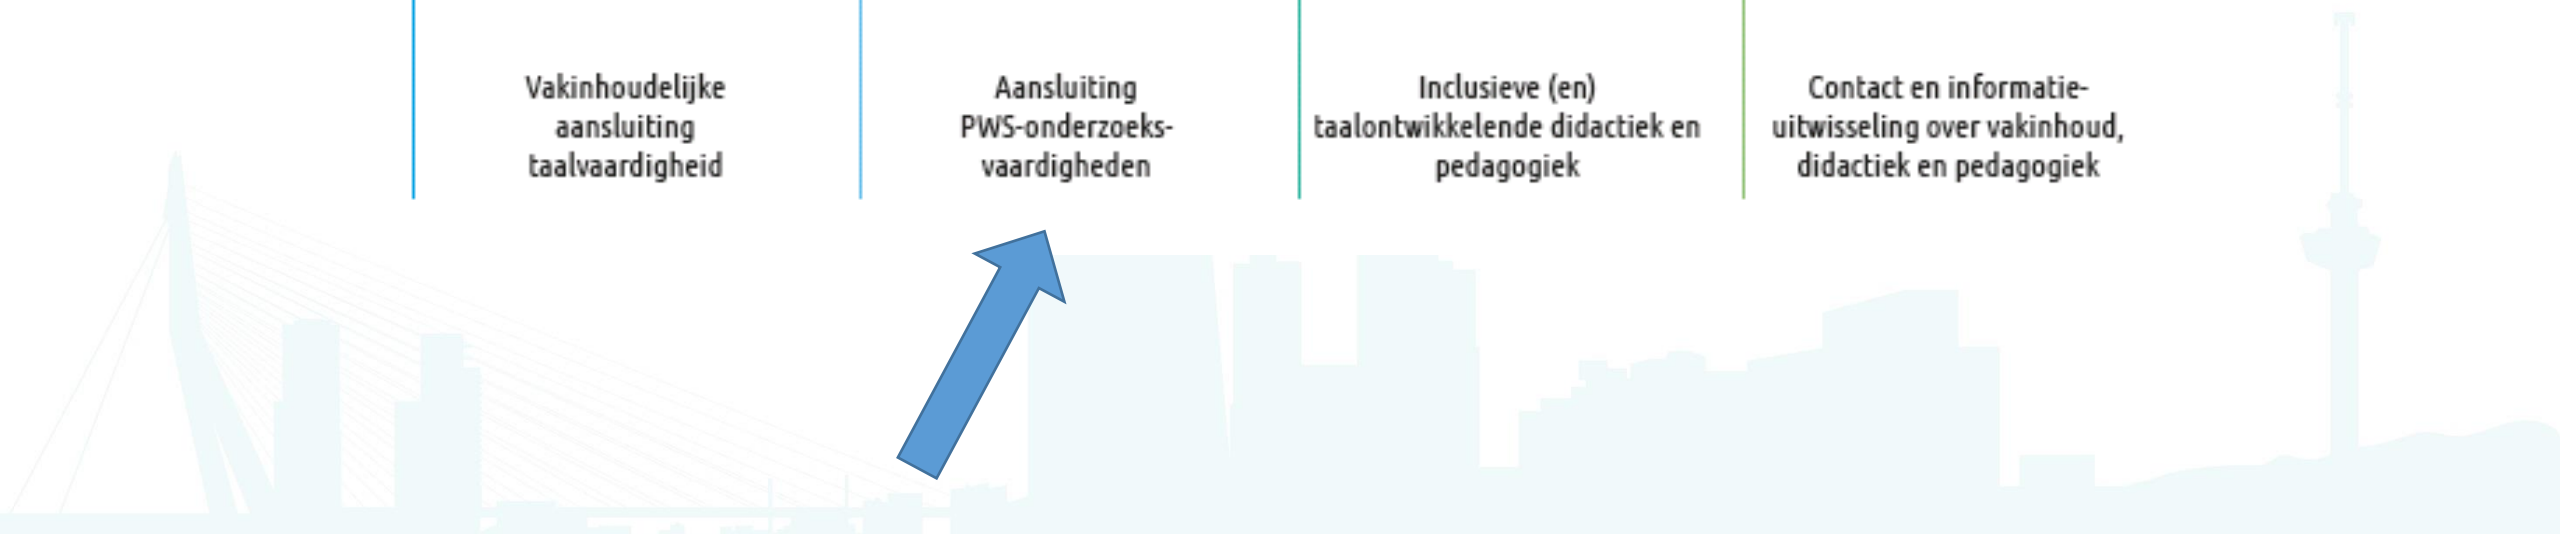 Vakinhoudelijke
aansluiting
taalvaardigheid
Aansluiting
PWS-onderzoeks-
vaardigheden
Inclusieve (en)
taalontwikkelende didactiek en
pedagogiek
Contact en informatie-
uitwisseling over vakinhoud,
didactiek en pedagogiek